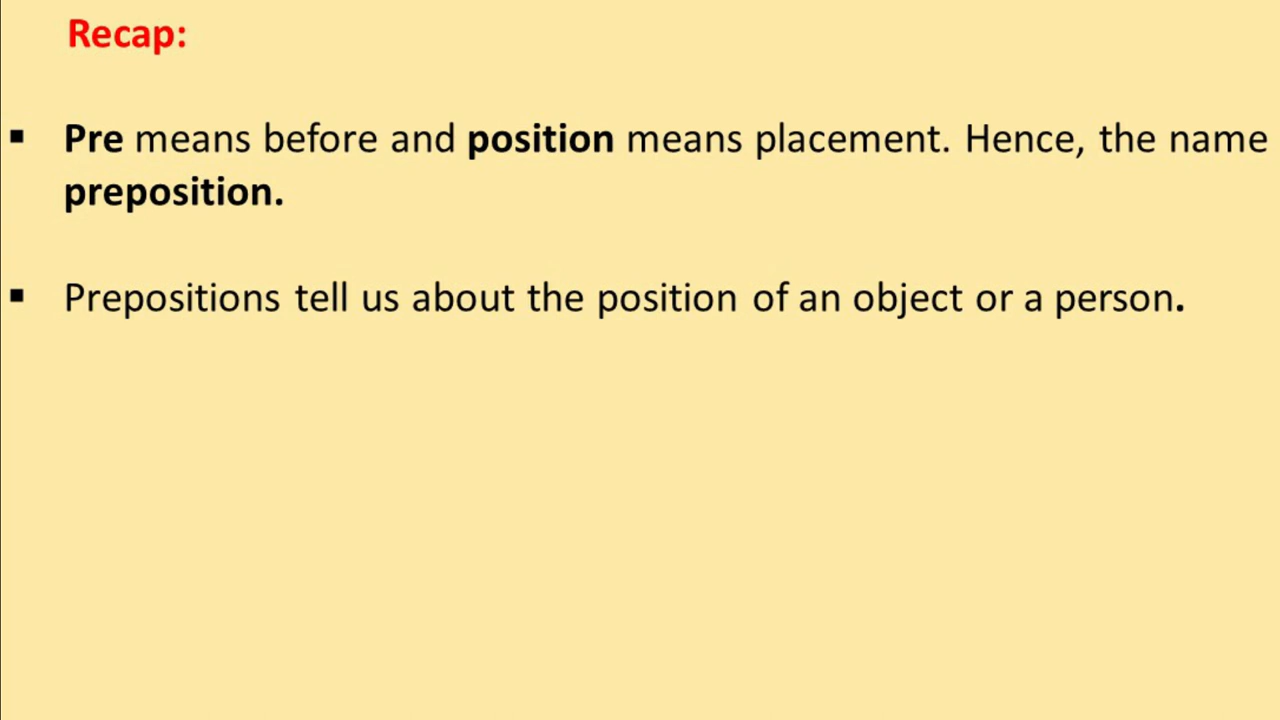 Recap:
▪ Pre means before and position means placement. Hence, the name
preposition.
▪ Prepositions tell us about the position of an object or a person.